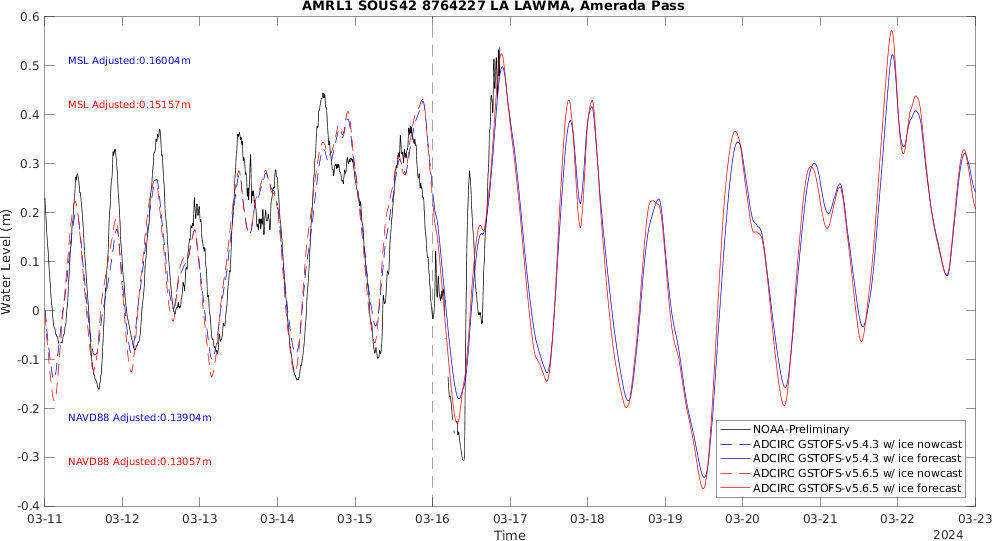 AMRL1 SOUS42 8764227 LA LAWMA, Amerada Pass
0.6
0.5
0.4
0.3
0.2
0.1
0
-0.1
-0.2
-0.3
-0.4
Water Level (m)
MSL Adjusted:0.16004m
MSL Adjusted:0.15157m
NAVD88 Adjusted:0.13904m
NAVD88 Adjusted:0.13057m
NOAA-Preliminary
ADCIRC GSTOFS-v5.4.3 w/ ice nowcast
ADCIRC GSTOFS-v5.4.3 w/ ice forecast
ADCIRC GSTOFS-v5.6.5 w/ ice nowcast
ADCIRC GSTOFS-v5.6.5 w/ ice forecast
03-11 03-12 03-13 03-14 03-15 03-16 03-17 03-18 03-19 03-20 03-21 03-22 03-23
Time
2024